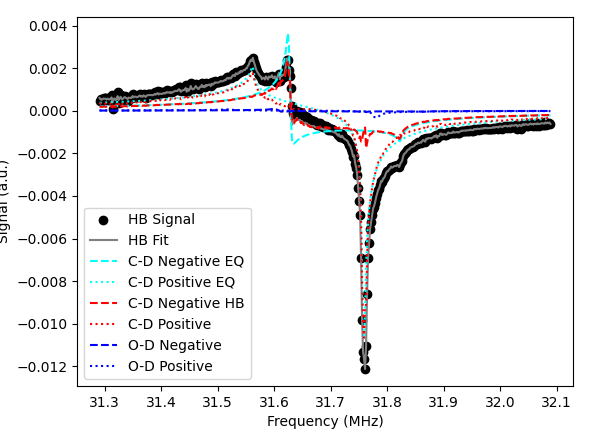 0.004
0.002
0.000
−0.002
−0.004
−0.006
−0.008
−0.010
−0.012
Signal (a.u.)
HB Signal
HB Fit
C-D Negative EQ
C-D Positive EQ
C-D Negative HB
C-D Positive
O-D Negative
O-D Positive
31.3 31.4 31.5 31.6 31.7 31.8 31.9 32.0 32.1
Frequency (MHz)